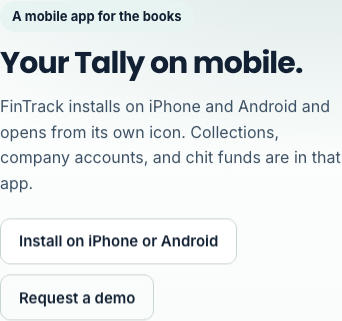 A mobile app for the books
Your Tally on mobile.
FinTrack installs on iPhone and Android and
opens from its own icon. Collections,
company accounts, and chit funds are in that
app.
Install on iPhone or Android
Request a demo